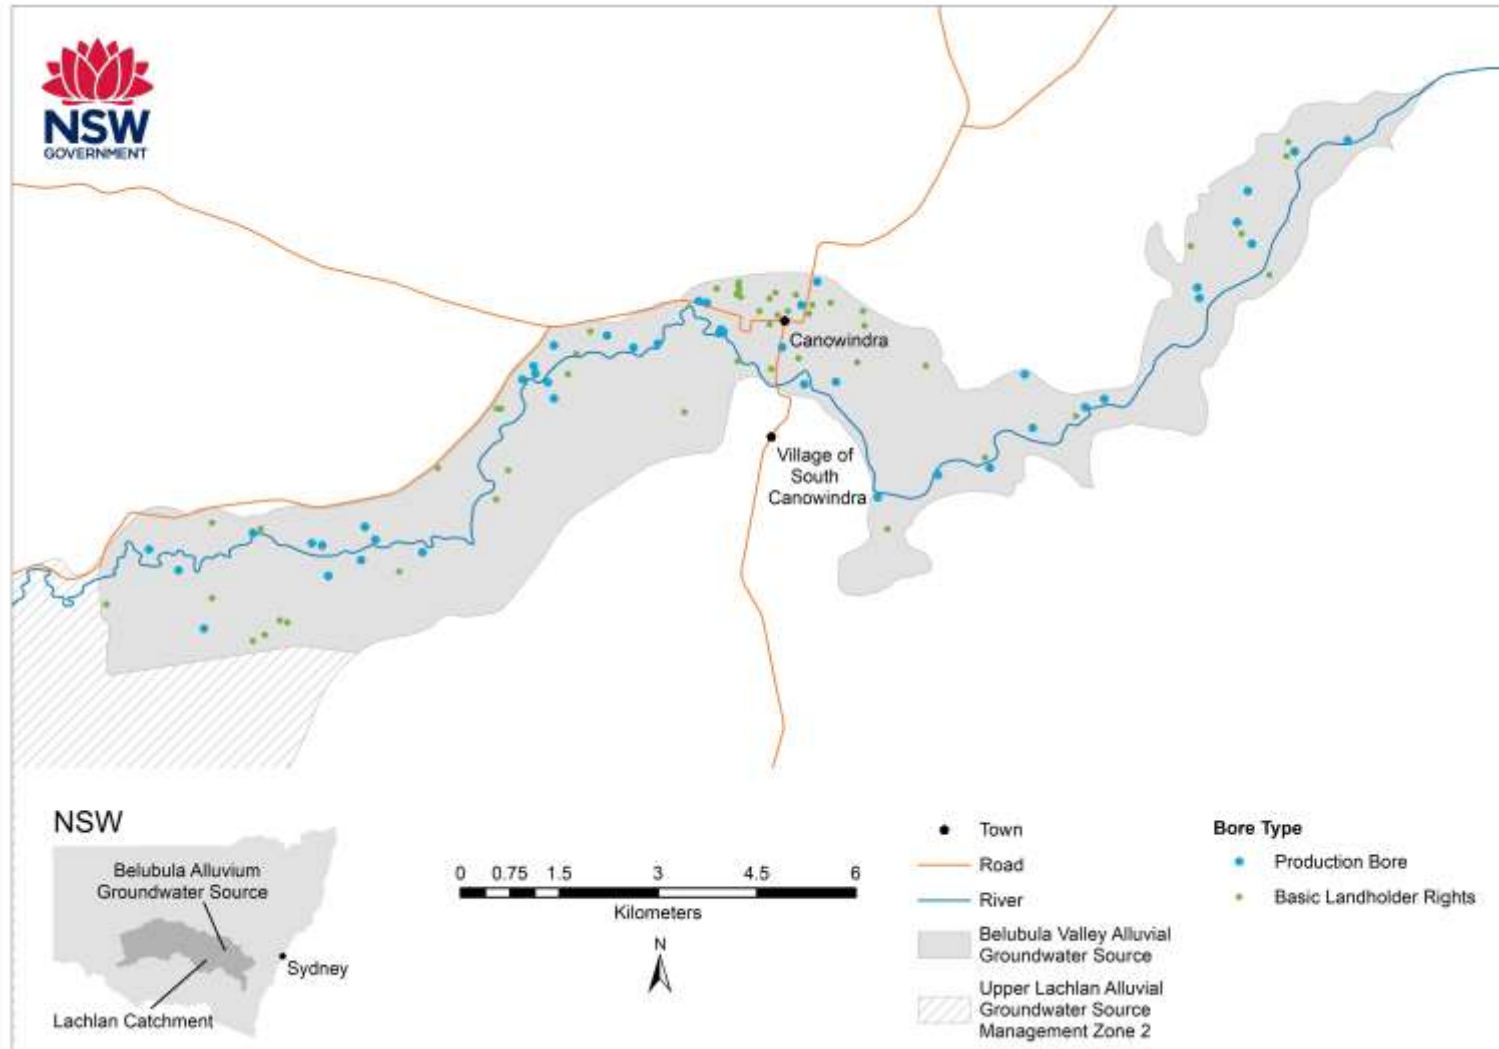 NSW
GOVERNMENT
Canowindra
Village of
South
Canowindra
NSW
Belubula Alluvium
Groundwater Source
Sydney
Lachlan Catchment
0 0.75 1.5 3 4.5 6
Kilometers
N
Town
Road
River
Belubula Valley Alluvial
Groundwater Source
Upper Lachlan Alluvial
Groundwater Source
Management Zone 2
Bore Type
Production Bore
Basic Landholder Rights